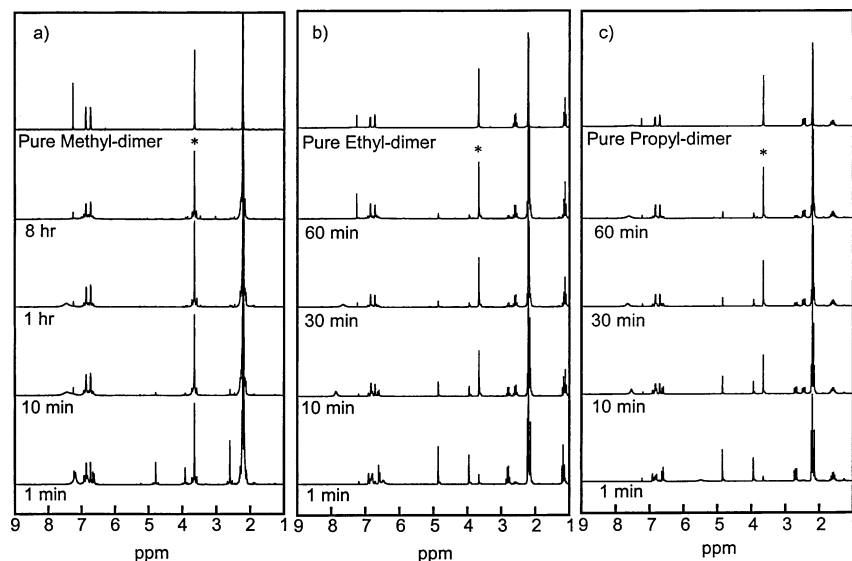 a)
Pure Methyl-dimer
*
8 hr
1 hr
10 min
1 min
9 8 7 6 5 4 3 2 1
ppm
b)
Pure Ethyl-dimer
*
60 min
30 min
10 min
1 min
9 8 7 6 5 4 3 2 1
ppm
c)
Pure Propyl-dimer
*
60 min
30 min
10 min
1 min
9 8 7 6 5 4 3 2
ppm